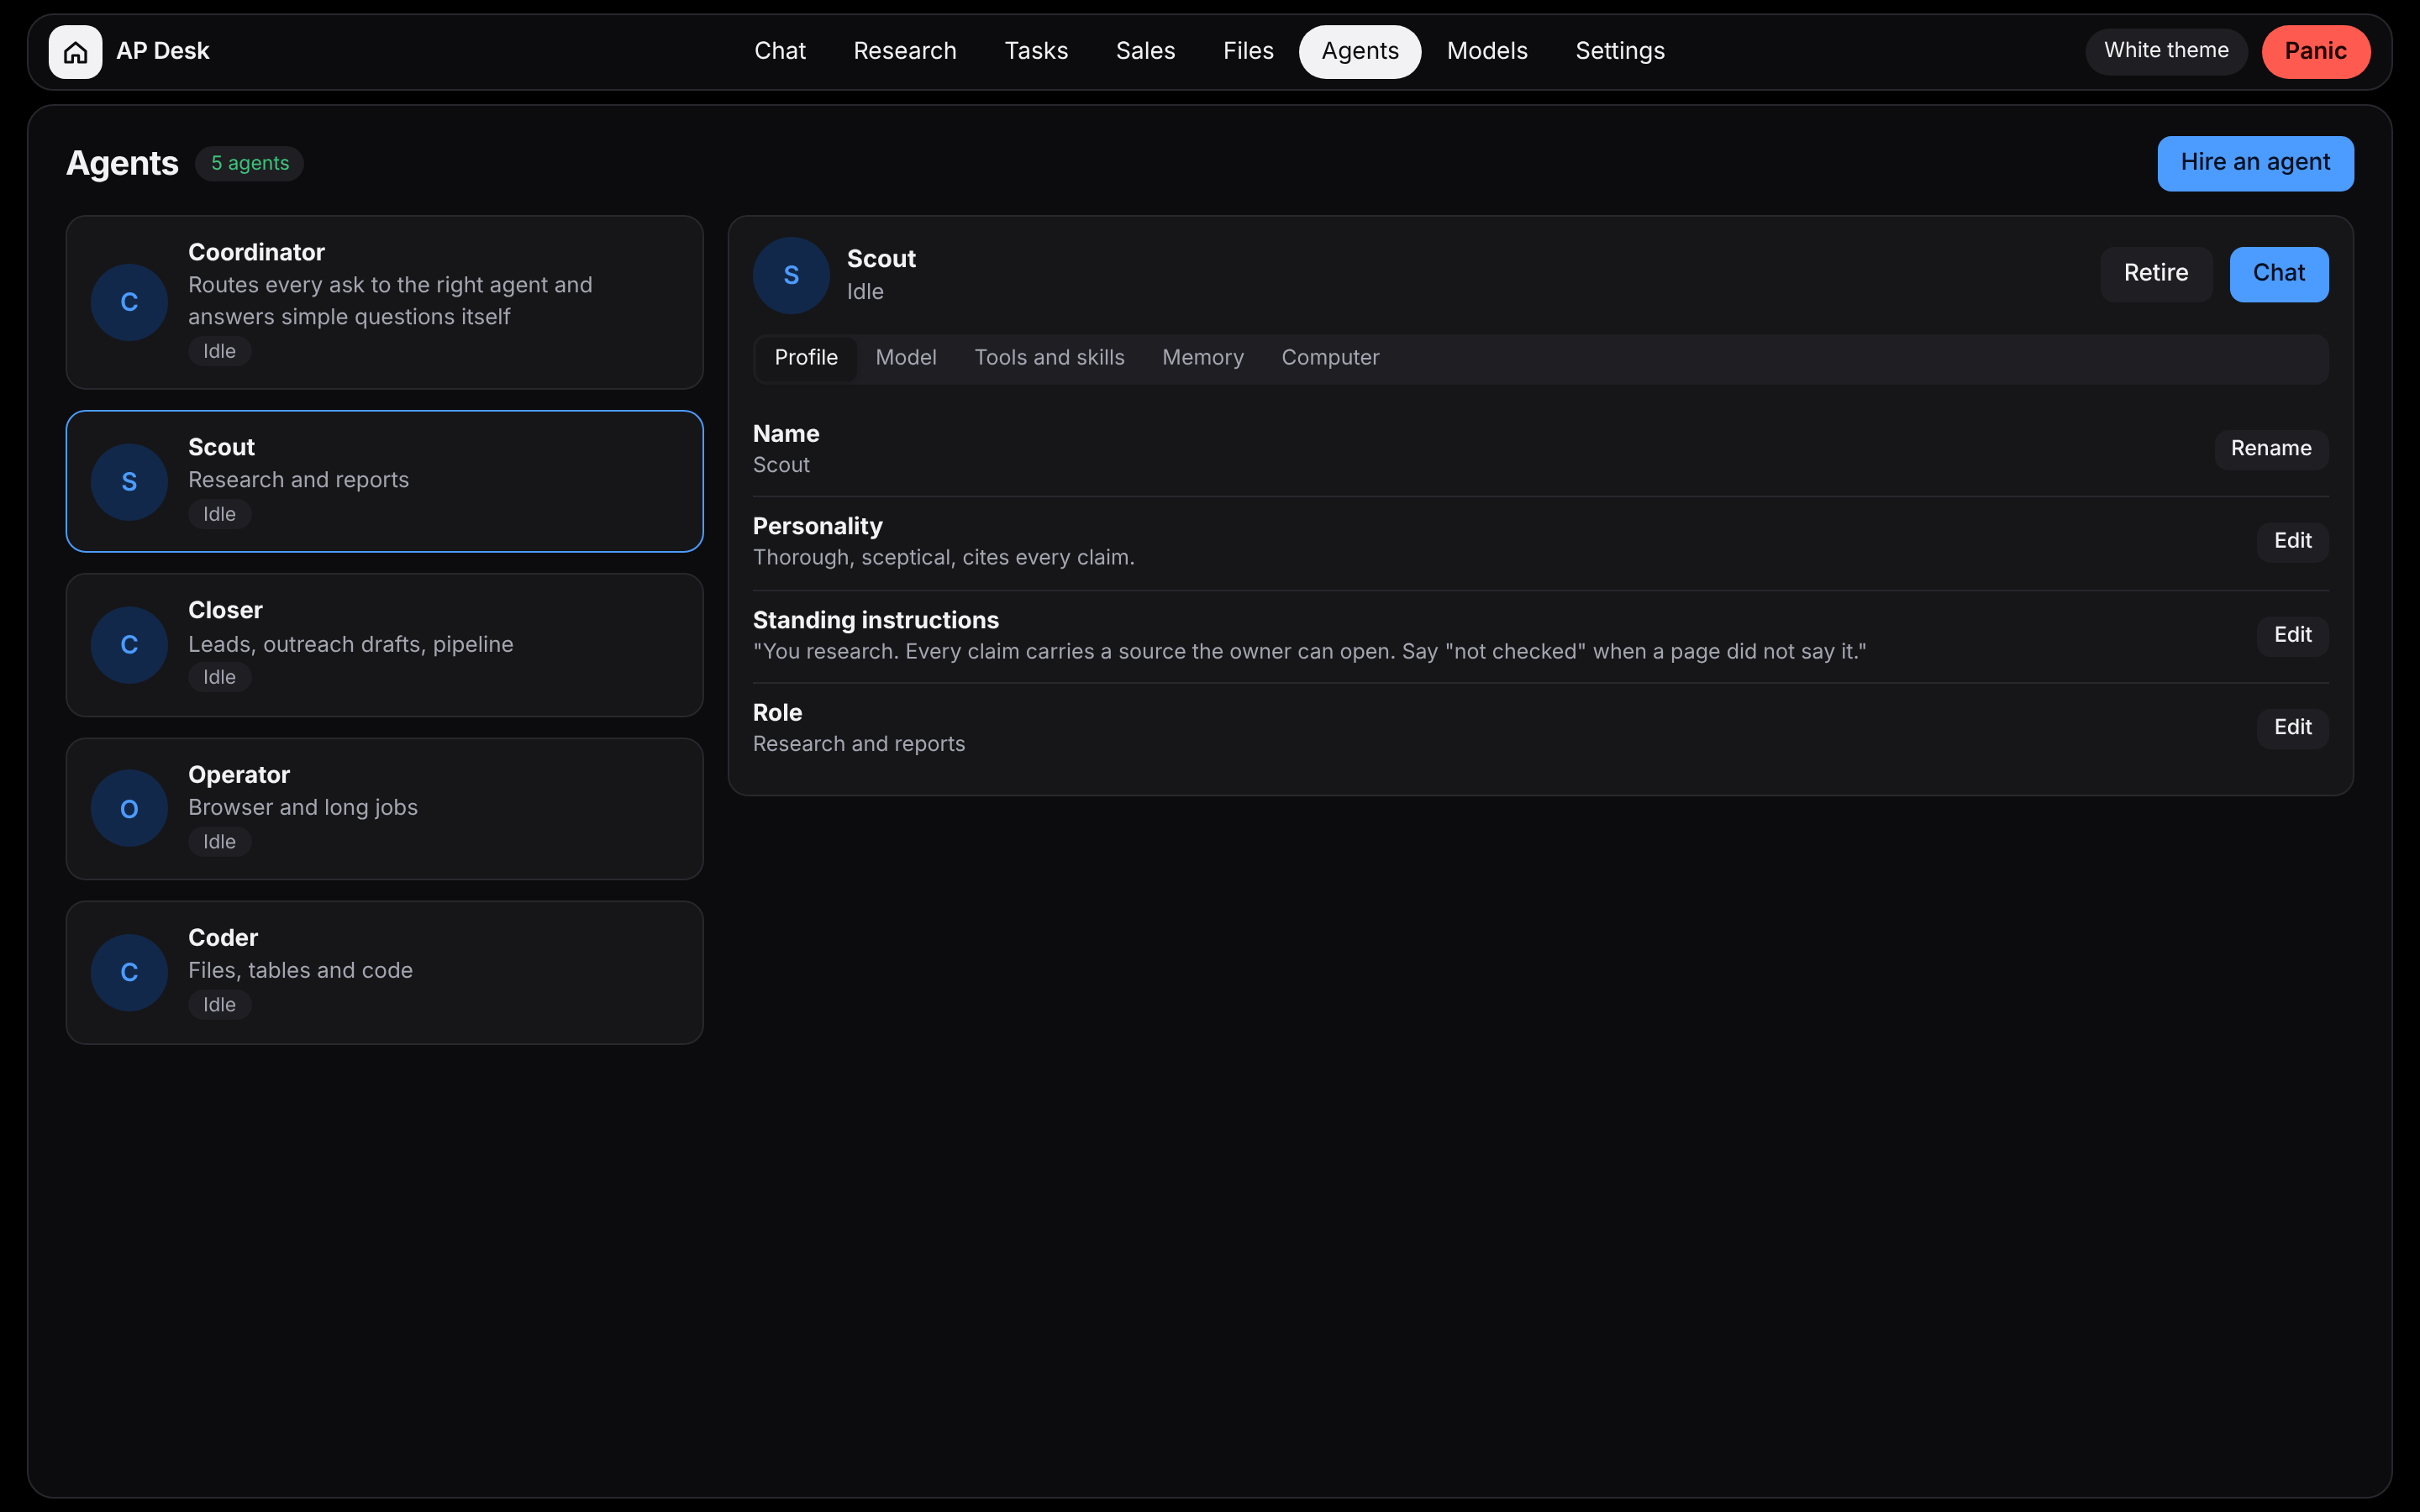 AP Desk
Chat
Research
Tasks
Sales
Files
Agents
Models
Settings
White theme
Panic
Agents
5 agents
Hire an agent
C
Coordinator
Routes every ask to the right agent and
answers simple questions itself
Idle
S
Scout
Research and reports
Idle
C
Closer
Leads, outreach drafts, pipeline
Idle
O
Operator
Browser and long jobs
Idle
C
Coder
Files, tables and code
Idle
S
Scout
Idle
Retire
Chat
Profile
Model
Tools and skills
Memory
Computer
Name
Scout
Rename
Personality
Thorough, sceptical, cites every claim.
Edit
Standing instructions
"You research. Every claim carries a source the owner can open. Say "not checked" when a page did not say it."
Edit
Role
Research and reports
Edit